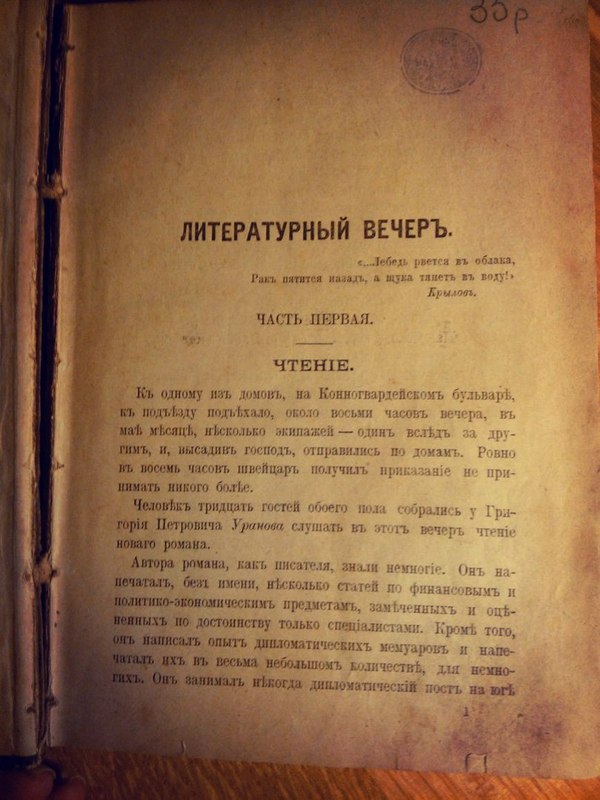 33р
ЛИТЕРАТУРНЫЙ ВЕЧЕРЪ.
«...Лебедь рвется въ облака,
Ракъ пятится назадъ, а щука тянетъ въ воду!»
Крыловъ.
ЧАСТЬ ПЕРВАЯ.
ЧТЕНІЕ.
Къ одному изъ домовъ, на Конногвардейскомъ бульварѣ,
къ подъѣзду подъѣхало, около восьми часовъ вечера, въ
маѣ мѣсяцѣ, нѣсколько экипажей — одинъ вслѣдъ за дру-
гимъ, и, высадивъ господъ, отправились по домамъ. Ровно
въ восемь часовъ швейцаръ получилъ приказаніе не при-
нимать никого болѣе.
Человѣкъ тридцать гостей обоего пола собрались у Гри-
горія Петровича Уранова слушать въ этотъ вечеръ чтеніе
новаго романа.
Автора романа, какъ писателя, знали немногіе. Онъ на-
печаталъ, безъ имени, нѣсколько статей по финансовымъ и
политико-экономическимъ предметамъ, замѣченныхъ и оцѣ-
ненныхъ по достоинству только спеціалистами. Кромѣ того,
онъ написалъ опытъ дипломатическихъ мемуаровъ и напе-
чаталъ ихъ въ весьма небольшомъ количествѣ, для немно-
гихъ. Онъ занималъ нѣкогда дипломатическій постъ на югѣ
1